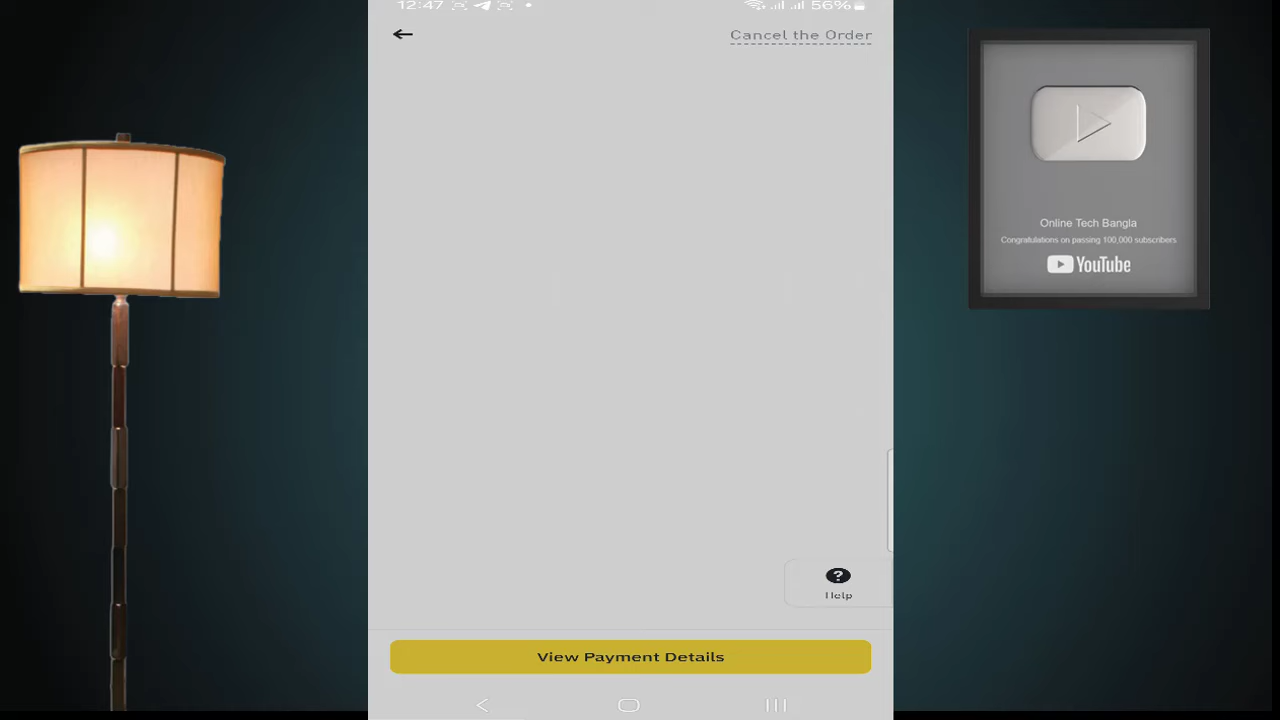 12:47
56%
Cancel the Order
Online Tech Bangla
Congratulations on passing 100,000 subscribers
YouTube
Help
View Payment Details